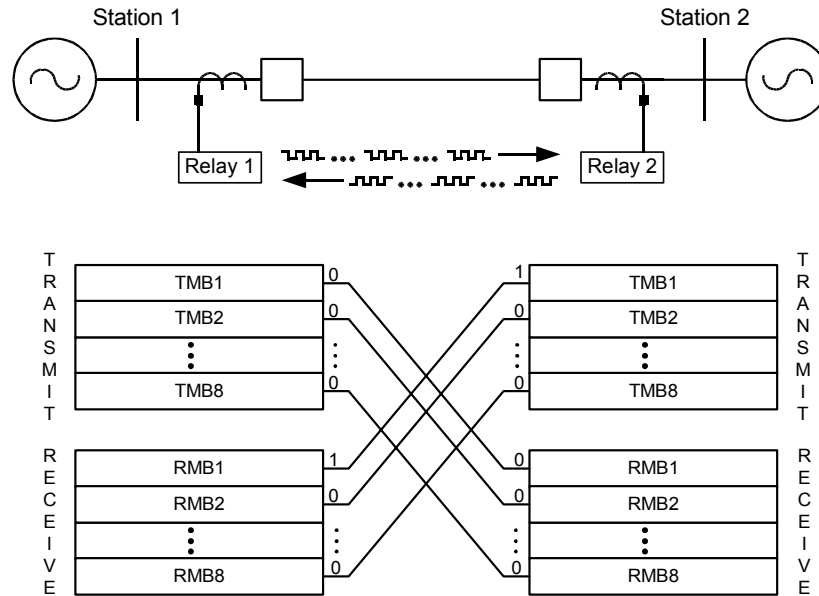 Station 1
Station 2
Relay 1
Relay 2
TRANSMIT
TMB1 0
TMB2 0
0
TMB8 0
1 TMB1
0 TMB2
0 TMB8
TRANSMIT
RECEIVE
RMB1 1
RMB2 0
RMB8 0
0 RMB1
0 RMB2
0 RMB8
RECEIVE